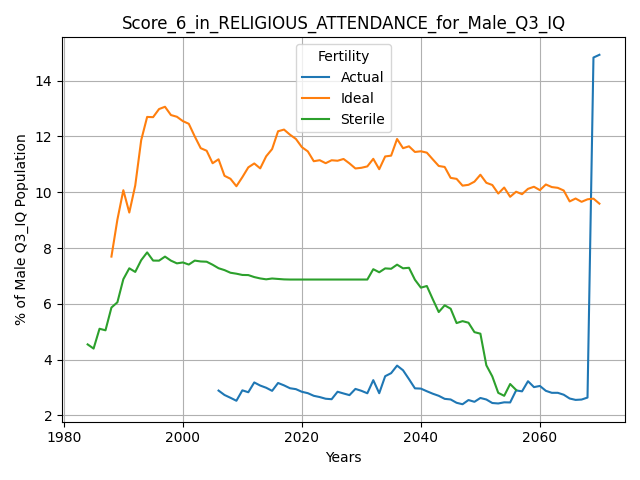 Score_6_in_RELIGIOUS_ATTENDANCE_for_Male_Q3_IQ
Fertility
Actual
Ideal
Sterile
% of Male Q3_IQ Population
14
12
10
8
6
4
2
1980
2000
2020
2040
2060
Years